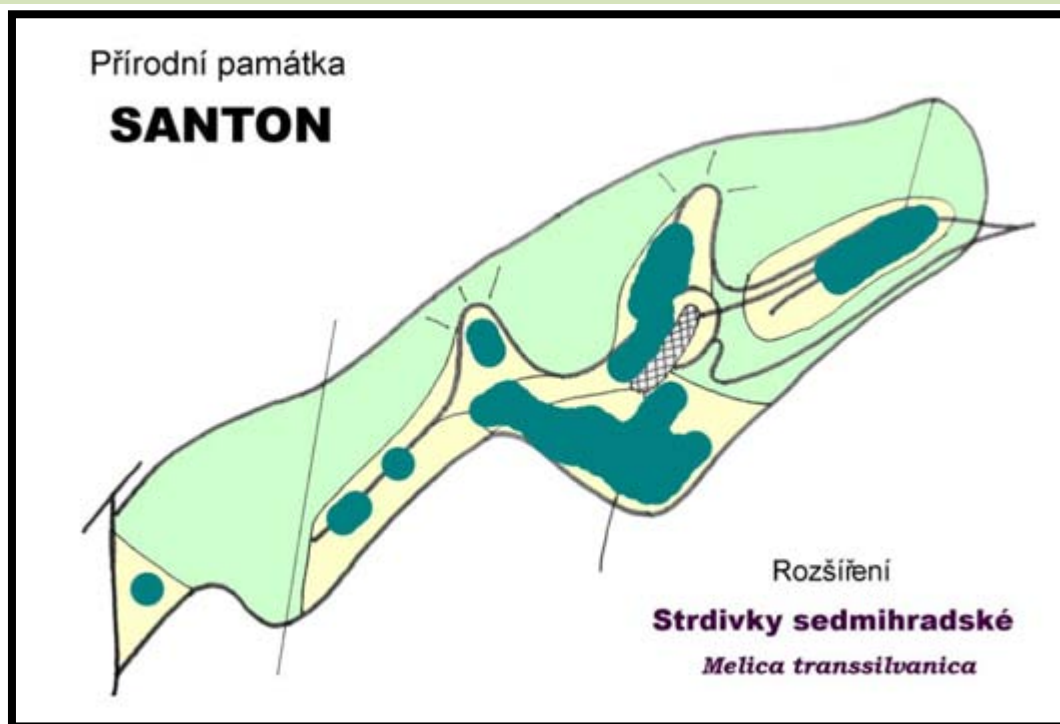 Přírodní památka
SANTON
Rozšíření
Strdivky sedmihradské
Melica transsilvanica